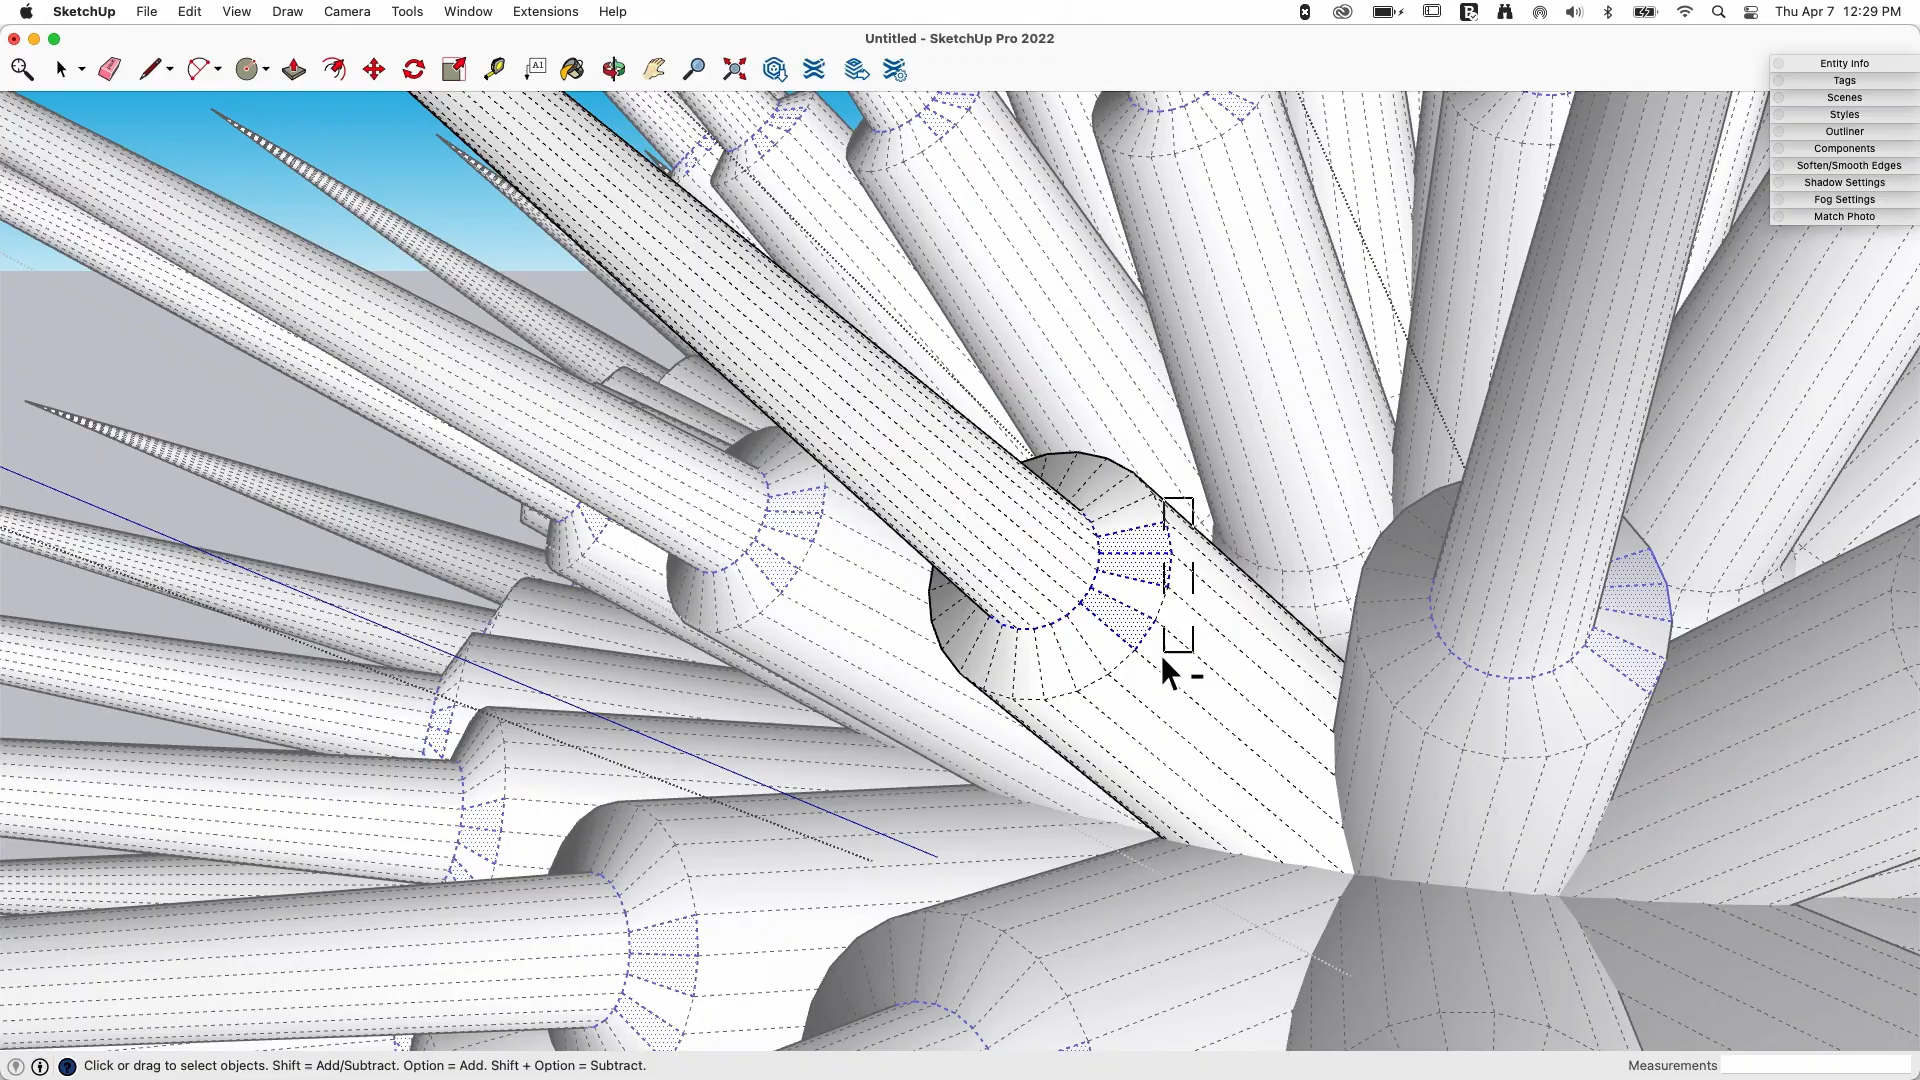 SketchUp File Edit View Draw Camera Tools Window Extensions Help
Thu Apr 7 12:29 PM
Untitled - SketchUp Pro 2022
A1
Entity Info
Tags
Scenes
Styles
Outliner
Components
Soften/Smooth Edges
Shadow Settings
Fog Settings
Match Photo
Click or drag to select objects. Shift = Add/Subtract. Option = Add. Shift + Option = Subtract.
Measurements